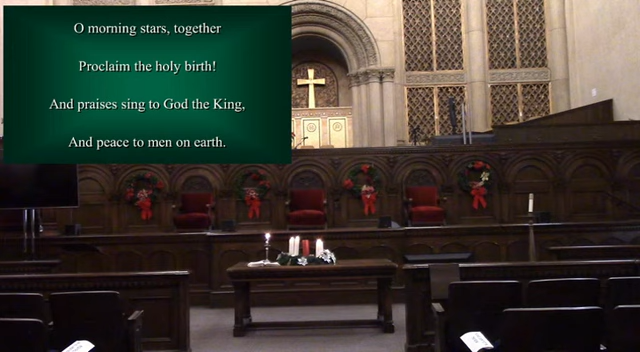 O morning stars, together
Proclaim the holy birth!
And praises sing to God the King,
And peace to men on earth.